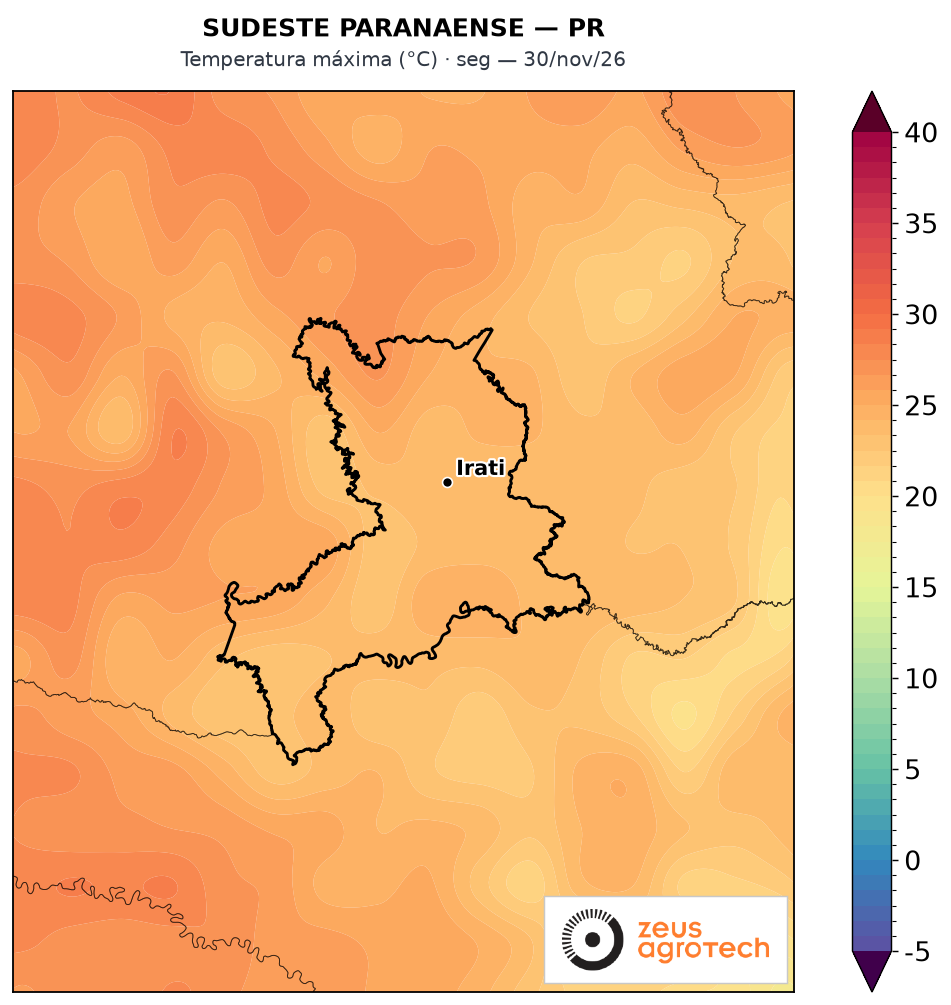 SUDESTE PARANAENSE — PR
Temperatura máxima (°C) · seg — 30/nov/26
40
35
30
25
20
15
10
5
0
-5
Irati
zeus
agrotech